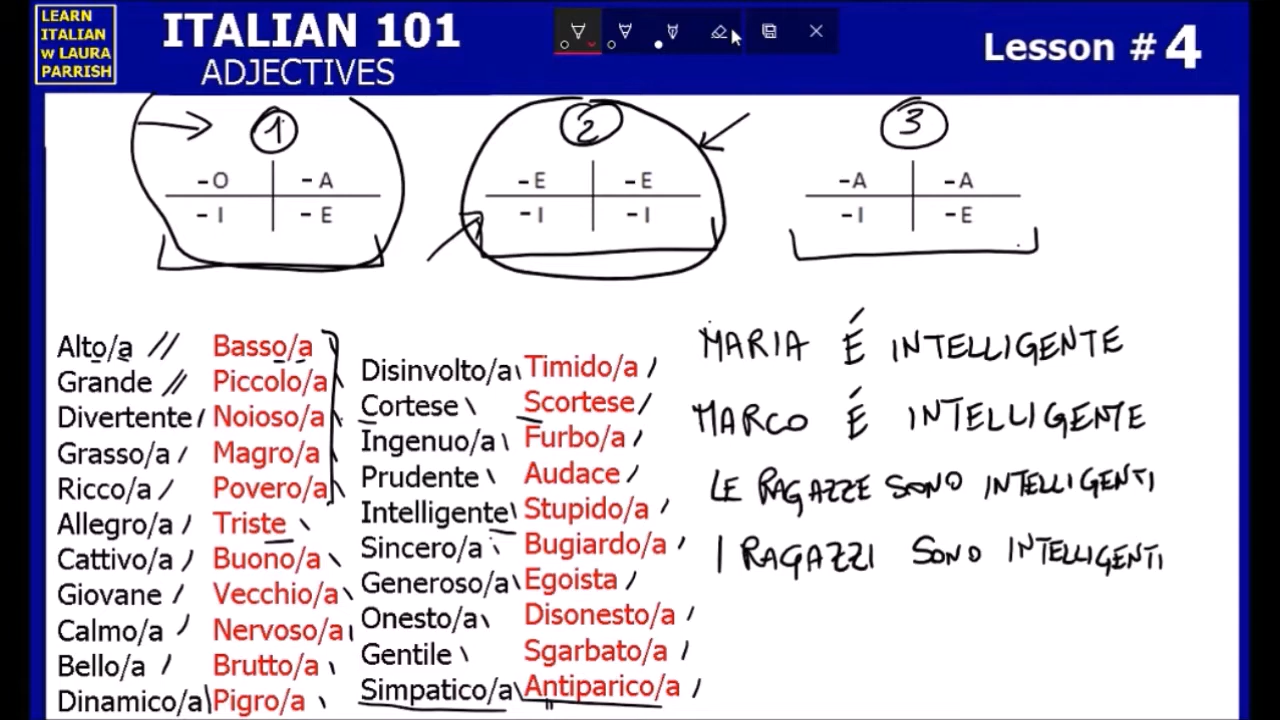 LEARN
ITALIAN
w LAURA
PARRISH
ITALIAN 101
ADJECTIVES
Lesson # 4
1
- O - A
- I - E
2
- E - E
- I - I
3
- A - A
- I - E
Alto/a Basso/a
Grande Piccolo/a
Divertente Noioso/a
Grasso/a Magro/a
Ricco/a Povero/a
Allegro/a Triste
Cattivo/a Buono/a
Giovane Vecchio/a
Calmo/a Nervoso/a
Bello/a Brutto/a
Dinamico/a Pigro/a
Disinvolto/a Timido/a
Cortese Scortese
Ingenuo/a Furbo/a
Prudente Audace
Intelligente Stupido/a
Sincero/a Bugiardo/a
Generoso/a Egoista
Onesto/a Disonesto/a
Gentile Sgarbato/a
Simpatico/a Antiparico/a
MARIA É INTELLIGENTE
MARCO É INTELLIGENTE
LE RAGAZZE SONO INTELLIGENTI
I RAGAZZI SONO INTELLIGENTI